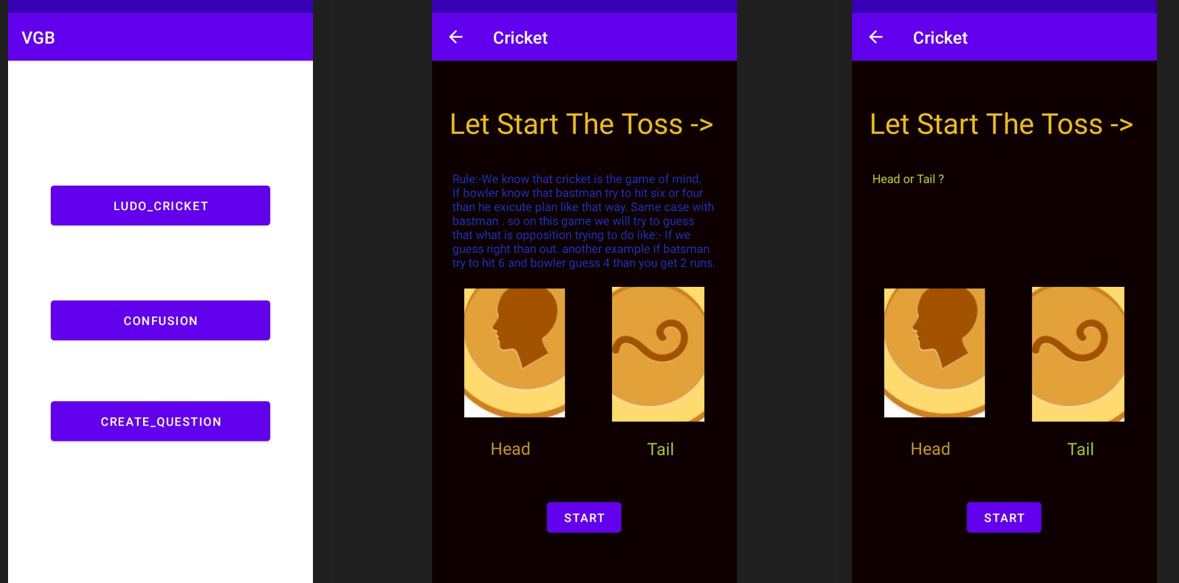 VGB
LUDO_CRICKET
CONFUSION
CREATE_QUESTION
Cricket
Let Start The Toss ->
Rule:-We know that cricket is the game of mind.
If bowler know that bastman try to hit six or four
than he exicute plan like that way. Same case with
bastman . so on this game we will try to guess
that what is opposition trying to do like:- If we
guess right than out. another example if batsman
try to hit 6 and bowler guess 4 than you get 2 runs.
Head
Tail
START
Cricket
Let Start The Toss ->
Head or Tail ?
Head
Tail
START